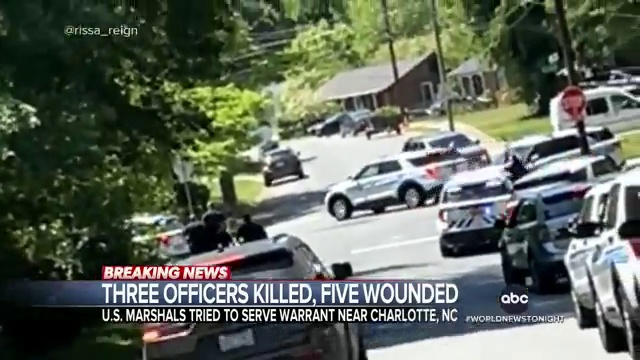 @rissa_reign
BREAKING NEWS
THREE OFFICERS KILLED, FIVE WOUNDED
abc
U.S. MARSHALS TRIED TO SERVE WARRANT NEAR CHARLOTTE, NC
#WORLDNEWSTONIGHT